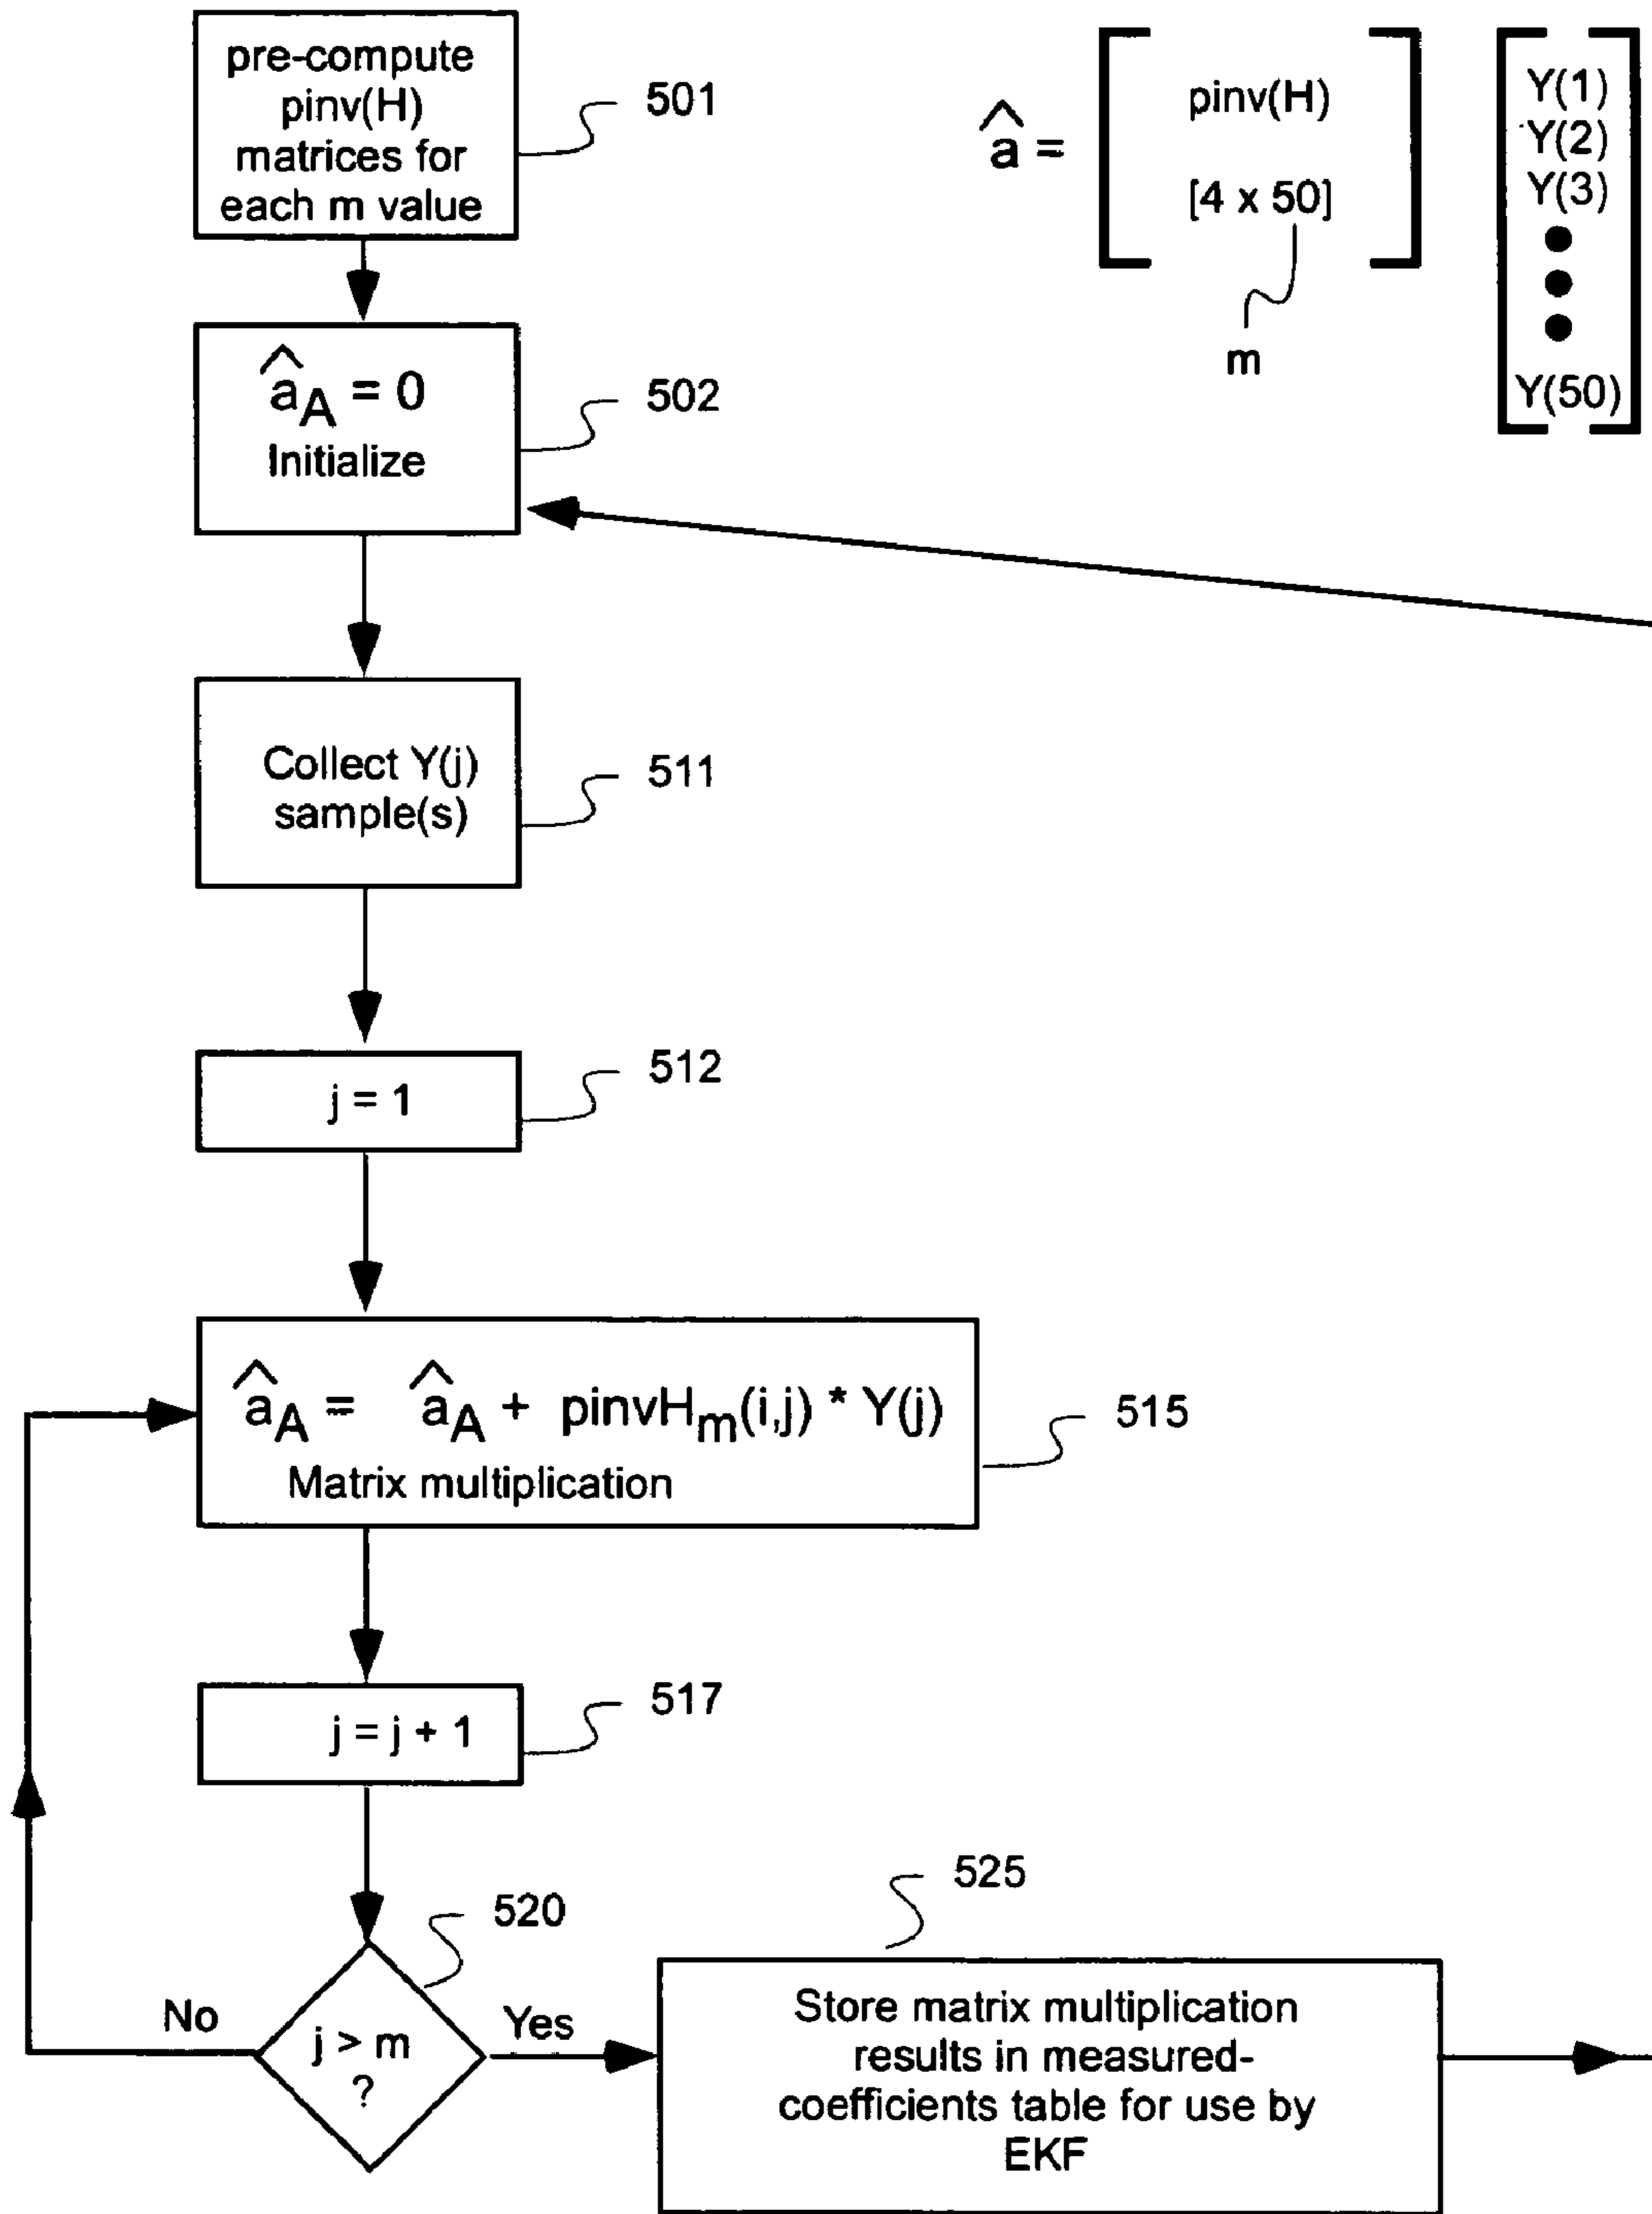 pre-compute
pinv(H)
matrices for
each m value
501
â =
pinv(H)
[4 x 50]
m
Y(1)
Y(2)
Y(3)
Y(50)
â_A = 0
Initialize
502
Collect Y(j)
sample(s)
511
j = 1
512
â_A = â_A + pinvH_m(i,j) * Y(j)
Matrix multiplication
515
j = j + 1
517
520
j > m
?
No
Yes
525
Store matrix multiplication
results in measured-
coefficients table for use by
EKF